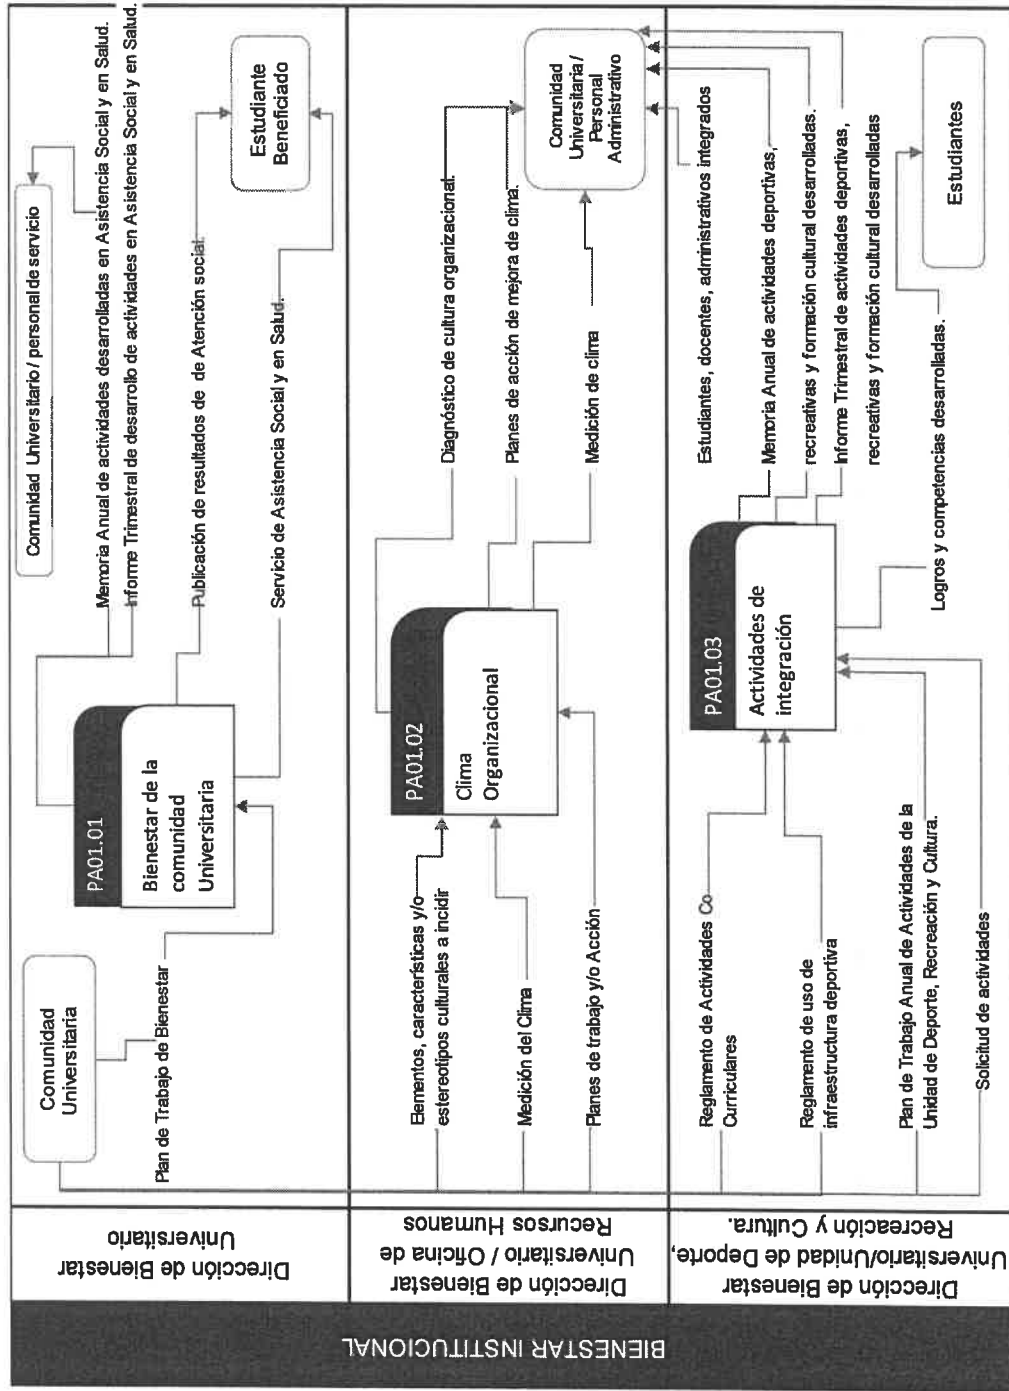 BIENESTAR INSTITUCIONAL
Dirección de Bienestar
Universitario
Comunidad
Universitaria
Plan de Trabajo de Bienestar
PA01.01
Bienestar de la
comunidad
Universitaria
Comunidad Universitario / personal de servicio
Memoria Anual de actividades desarrolladas en Asistencia Social y en Salud.
Informe Trimestral de desarrollo de actividades en Asistencia Social y en Salud.
Publicación de resultados de de Atención social.
Servicio de Asistencia Social y en Salud.
Estudiante
Beneficiado
Dirección de Bienestar
Universitario / Oficina de
Recursos Humanos
Elementos, características y/o
estereotipos culturales a incidir
Medición del Clima
Planes de trabajo y/o Acción
PA01.02
Clima
Organizacional
Diagnóstico de cultura organizacional.
Planes de acción de mejora de clima.
Medición de clima
Comunidad
Universitaria /
Personal
Administrativo
Dirección de Bienestar
Universitario/Unidad de Deporte,
Recreación y Cultura.
Reglamento de Actividades Co
Curriculares
Reglamento de uso de
infraestructura deportiva
Plan de Trabajo Anual de Actividades de la
Unidad de Deporte, Recreación y Cultura.
Solicitud de actividades
PA01.03
Actividades de
integración
Estudiantes, docentes, administrativos integrados
Memoria Anual de actividades deportivas,
recreativas y formación cultural desarrolladas.
Informe Trimestral de actividades deportivas,
recreativas y formación cultural desarrolladas
Logros y competencias desarrolladas.
Estudiantes